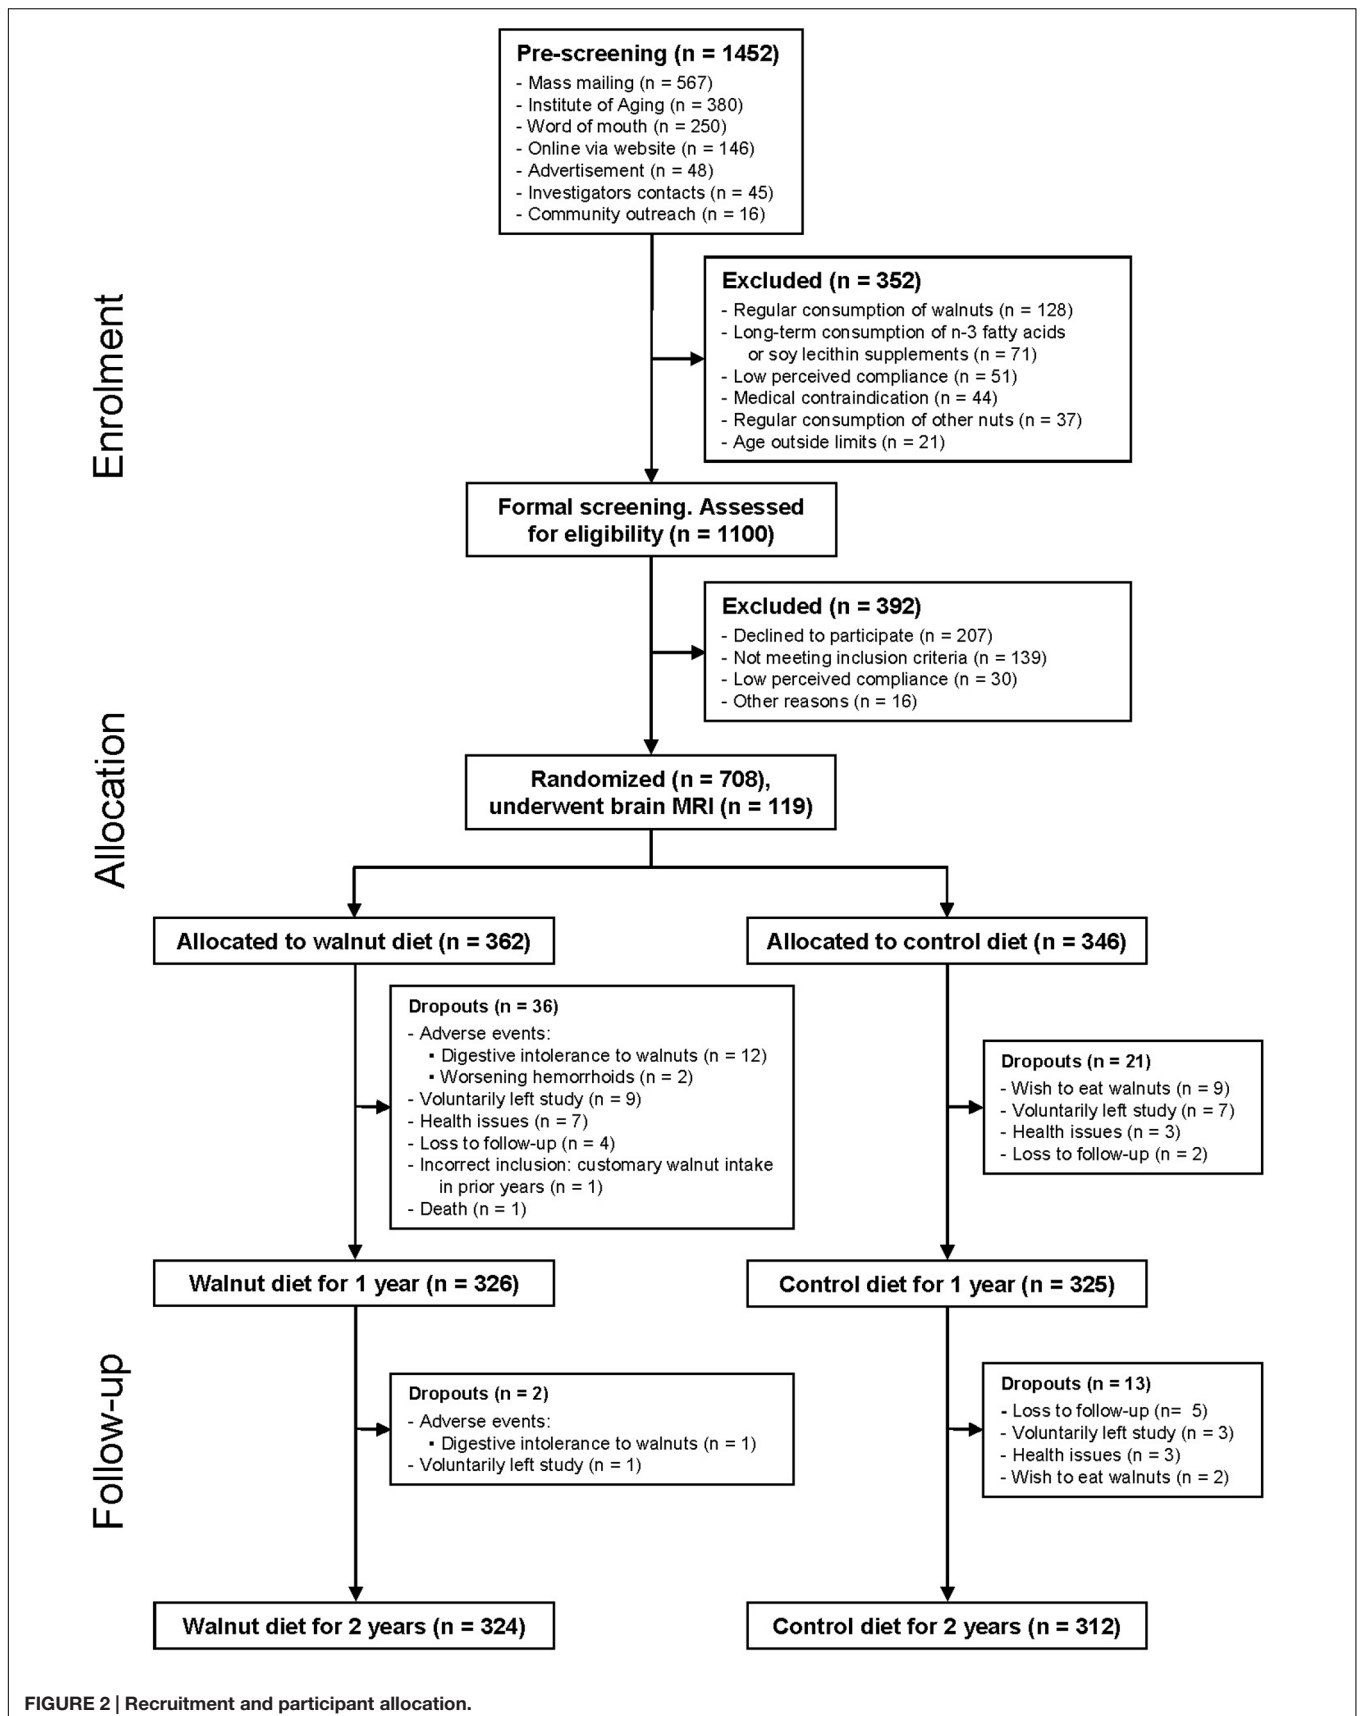 Pre-screening (n = 1452)
- Mass mailing (n = 567)
- Institute of Aging (n = 380)
- Word of mouth (n = 250)
- Online via website (n = 146)
- Advertisement (n = 48)
- Investigators contacts (n = 45)
- Community outreach (n = 16)
Enrolment
Excluded (n = 352)
- Regular consumption of walnuts (n = 128)
- Long-term consumption of n-3 fatty acids
or soy lecithin supplements (n = 71)
- Low perceived compliance (n = 51)
- Medical contraindication (n = 44)
- Regular consumption of other nuts (n = 37)
- Age outside limits (n = 21)
Formal screening. Assessed
for eligibility (n = 1100)
Excluded (n = 392)
- Declined to participate (n = 207)
- Not meeting inclusion criteria (n = 139)
- Low perceived compliance (n = 30)
- Other reasons (n = 16)
Allocation
Randomized (n = 708),
underwent brain MRI (n = 119)
Allocated to walnut diet (n = 362)
Allocated to control diet (n = 346)
Dropouts (n = 36)
- Adverse events:
▪ Digestive intolerance to walnuts (n = 12)
▪ Worsening hemorrhoids (n = 2)
- Voluntarily left study (n = 9)
- Health issues (n = 7)
- Loss to follow-up (n = 4)
- Incorrect inclusion: customary walnut intake
in prior years (n = 1)
- Death (n = 1)
Dropouts (n = 21)
- Wish to eat walnuts (n = 9)
- Voluntarily left study (n = 7)
- Health issues (n = 3)
- Loss to follow-up (n = 2)
Walnut diet for 1 year (n = 326)
Control diet for 1 year (n = 325)
Follow-up
Dropouts (n = 2)
- Adverse events:
▪ Digestive intolerance to walnuts (n = 1)
- Voluntarily left study (n = 1)
Dropouts (n = 13)
- Loss to follow-up (n=  5)
- Voluntarily left study (n = 3)
- Health issues (n = 3)
- Wish to eat walnuts (n = 2)
Walnut diet for 2 years (n = 324)
Control diet for 2 years (n = 312)
FIGURE 2 | Recruitment and participant allocation.